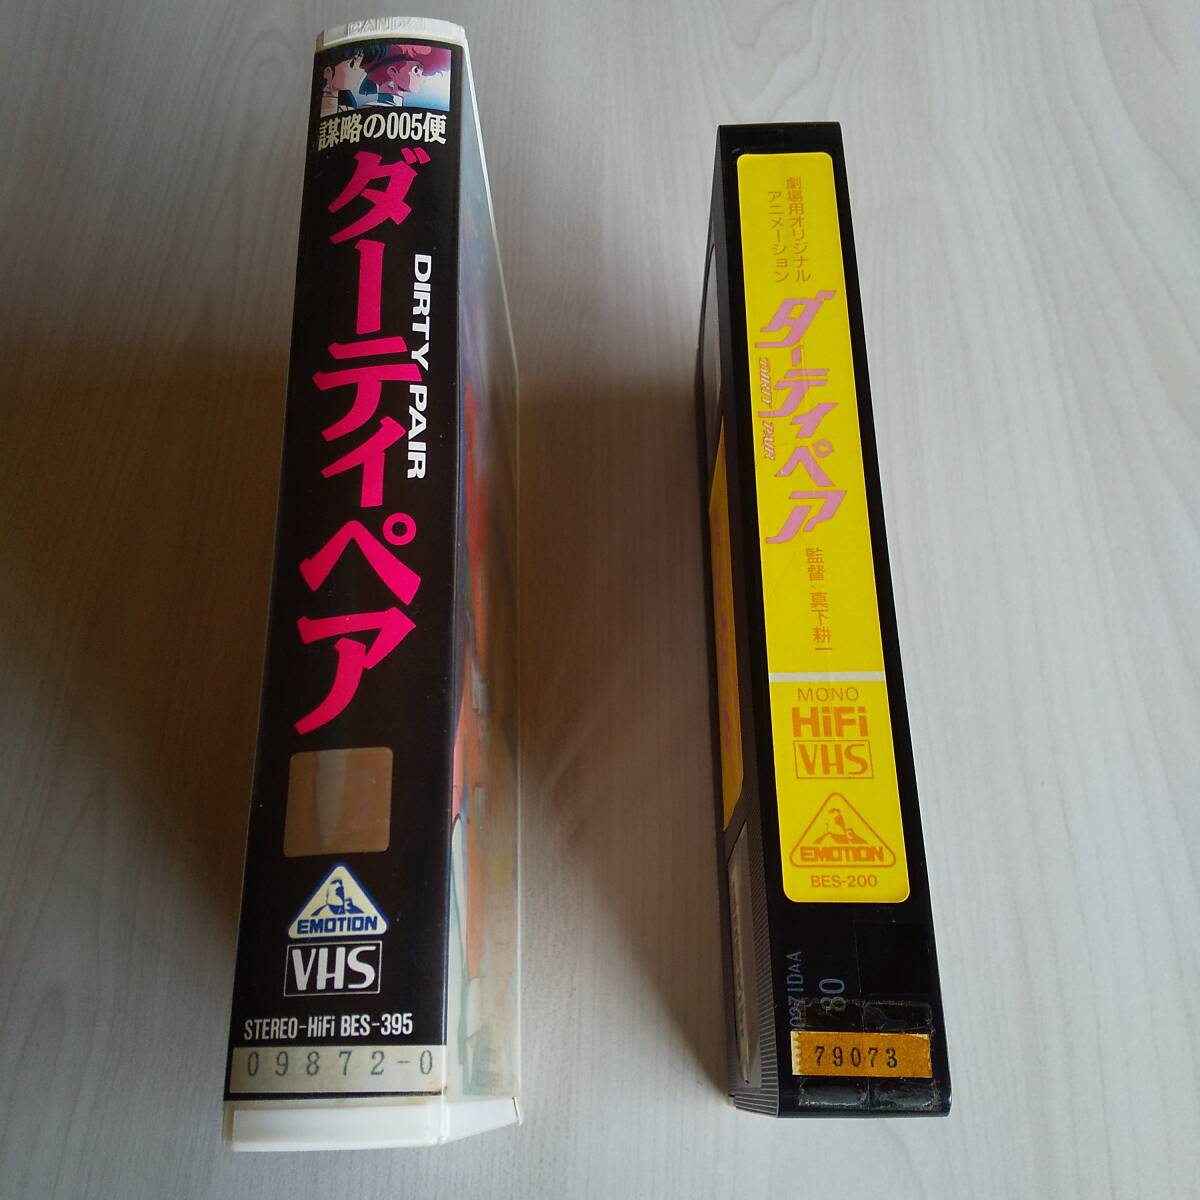 BANDAI
謀略の005便
ダーティペア
DIRTY PAIR
EMOTION
VHS
STEREO-HiFi BES-395
09872-0
劇場用オリジナル
アニメーション
ダーティペア
DIRTY PAIR
監督:真下耕一
MONO
HiFi
VHS
EMOTION
BES-200
80
79073